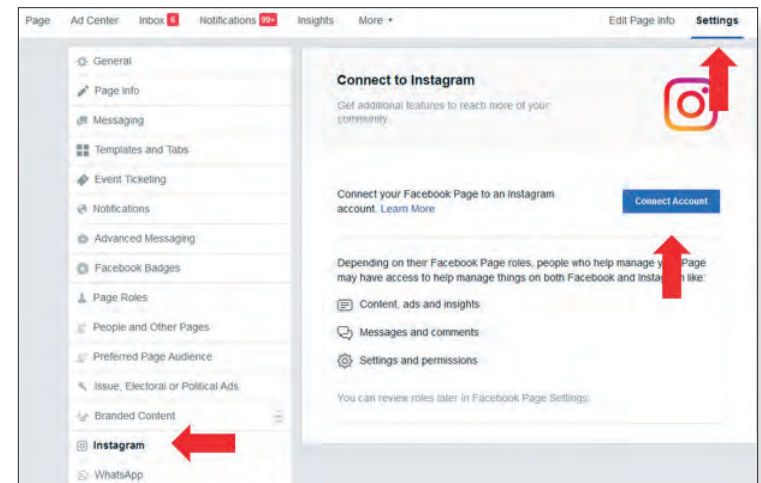 Page Ad Center Inbox 6 Notifications 99+ Insights More Edit Page Info Settings
General
Page Info
Messaging
Templates and Tabs
Event Ticketing
Notifications
Advanced Messaging
Facebook Badges
Page Roles
People and Other Pages
Preferred Page Audience
Issue, Electoral or Political Ads
Branded Content
Instagram
WhatsApp
Connect to Instagram
Get additional features to reach more of your
community.
Connect your Facebook Page to an Instagram
account. Learn More
Connect Account
Depending on their Facebook Page roles, people who help manage Page
may have access to help manage things on both Facebook and like:
Content, ads and insights
Messages and comments
Settings and permissions
You can review roles later in Facebook Page Settings.